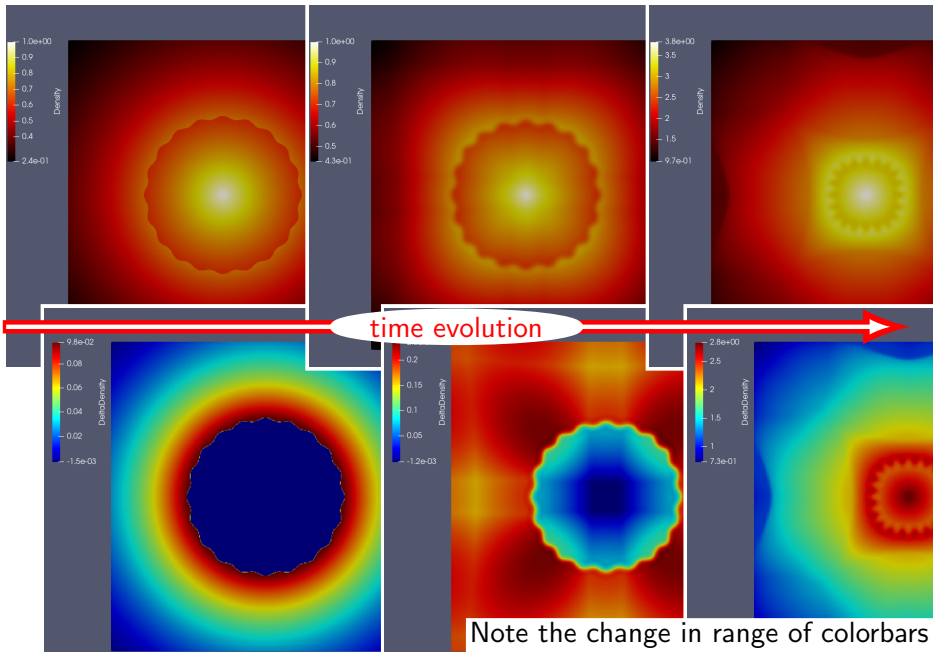 1.0e+00
0.9
0.8
0.7
0.6
0.5
0.4
2.4e-01
Density
1.0e+00
0.9
0.8
0.7
0.6
0.5
4.3e-01
Density
3.8e+00
3.5
3
2.5
2
1.5
9.7e-01
Density
time evolution
9.8e-02
0.08
0.06
0.04
0.02
-1.5e-03
DeltaDensity
0.2
0.15
0.1
0.05
-1.2e-03
DeltaDensity
2.8e+00
2.5
2
1.5
1
7.3e-01
DeltaDensity
Note the change in range of colorbars